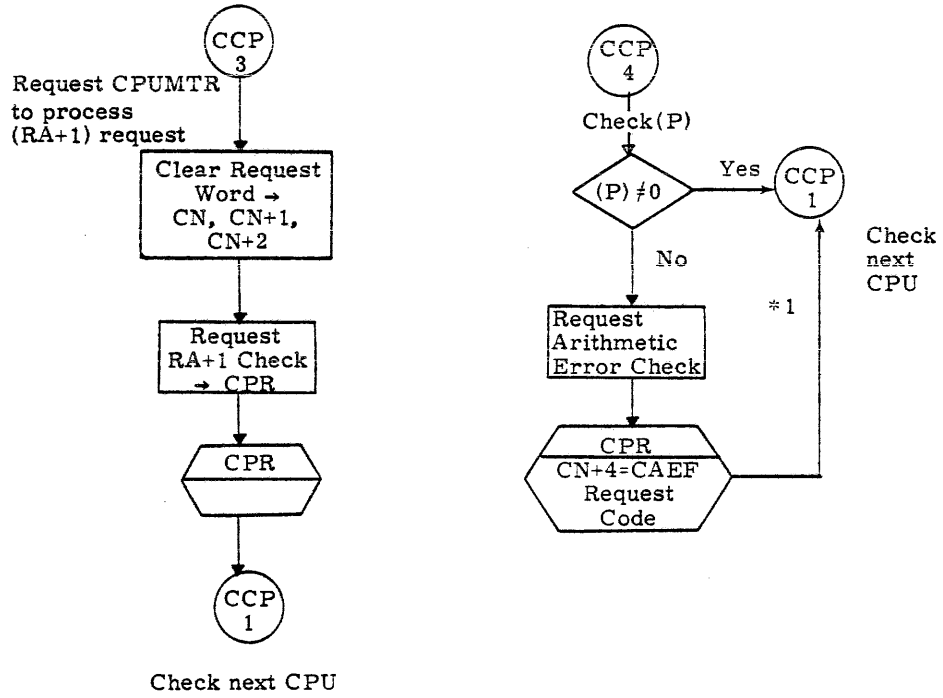 CCP
3
Request CPUMTR
to process
(RA+1) request
Clear Request
Word →
CN, CN+1,
CN+2
Request
RA+1 Check
→ CPR
CPR
CCP
1
Check next CPU
CCP
4
Check(P)
(P) ≠ 0
Yes
CCP
1
Check
next
CPU
No
*1
Request
Arithmetic
Error Check
CPR
CN+4=CAEF
Request
Code